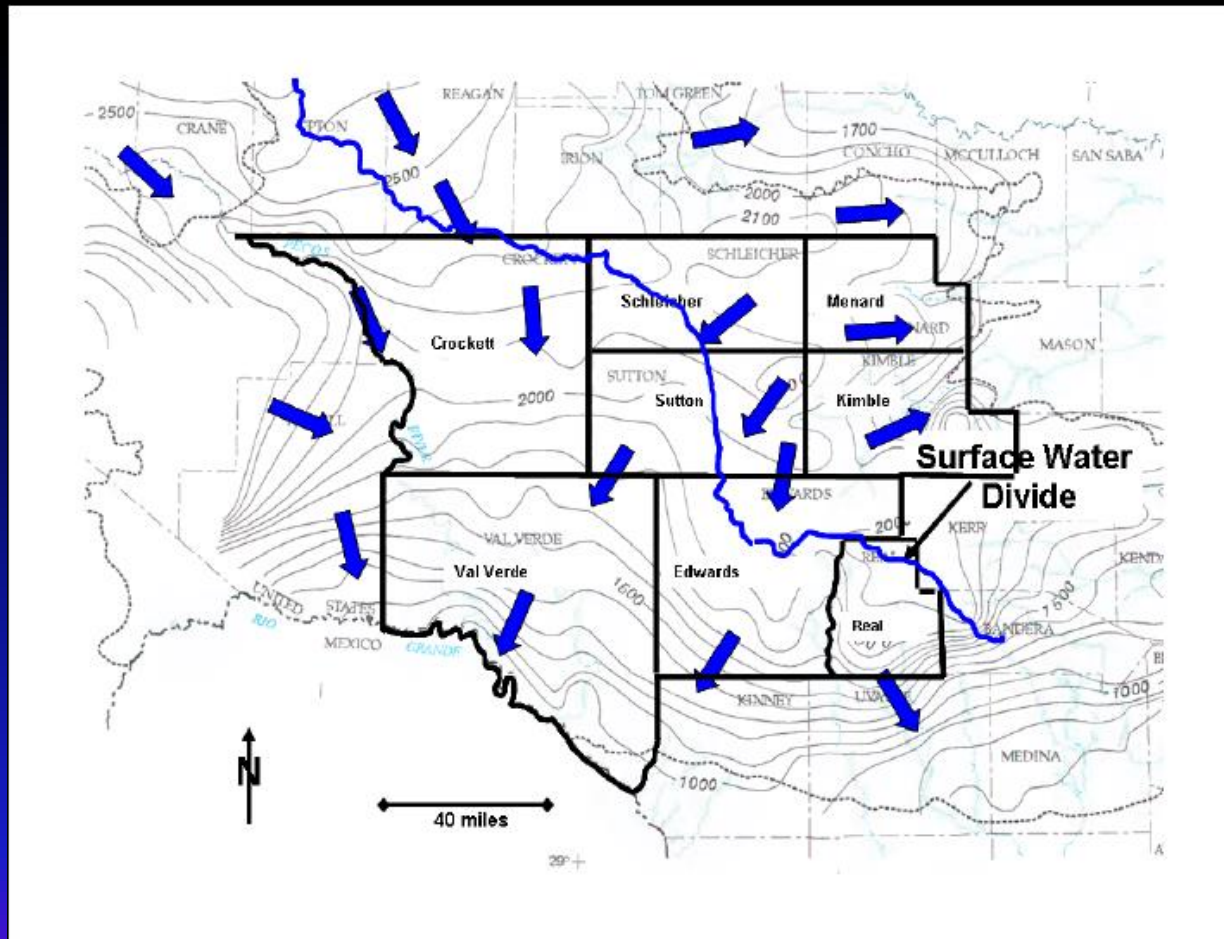 REAGAN
TOM GREEN
2500
CRANE
PTON
1700
CONCHO
MCCULLOCH
SAN SABA
IRION
2500
2000
2100
PECOS
CROCKETT
SCHLEICHER
Schleicher
Menard
Crockett
KIMBLE
MASON
SUTTON
2000
Sutton
Kimble
RIVER
Surface Water
Divide
EDWARDS
VAL VERDE
KERR
Val Verde
Edwards
1600
UNITED
STATES
RIO
MEXICO
GRANDE
Real
BANDERA
1500
KINNEY
1000
MEDINA
1000
N
40 miles
29°